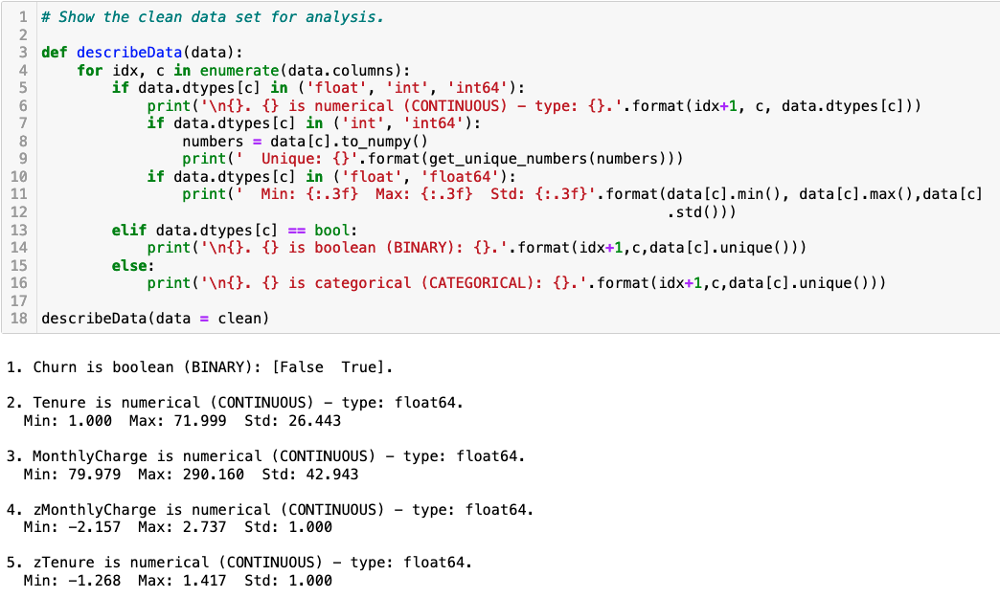 1 # Show the clean data set for analysis.
2
3 def describeData(data):
4     for idx, c in enumerate(data.columns):
5         if data.dtypes[c] in ('float', 'int', 'int64'):
6             print('\n{}. {} is numerical (CONTINUOUS) – type: {}.'.format(idx+1, c, data.dtypes[c]))
7             if data.dtypes[c] in ('int', 'int64'):
8                 numbers = data[c].to_numpy()
9                 print('  Unique: {}'.format(get_unique_numbers(numbers)))
10             if data.dtypes[c] in ('float', 'float64'):
11                 print('  Min: {:.3f}  Max: {:.3f}  Std: {:.3f}'.format(data[c].min(), data[c].max(),data[c]
12                                                                        .std()))
13         elif data.dtypes[c] == bool:
14             print('\n{}. {} is boolean (BINARY): {}.'.format(idx+1,c,data[c].unique()))
15         else:
16             print('\n{}. {} is categorical (CATEGORICAL): {}.'.format(idx+1,c,data[c].unique()))
17
18 describeData(data = clean)
1. Churn is boolean (BINARY): [False  True].
2. Tenure is numerical (CONTINUOUS) – type: float64.
  Min: 1.000  Max: 71.999  Std: 26.443
3. MonthlyCharge is numerical (CONTINUOUS) – type: float64.
  Min: 79.979  Max: 290.160  Std: 42.943
4. zMonthlyCharge is numerical (CONTINUOUS) – type: float64.
  Min: -2.157  Max: 2.737  Std: 1.000
5. zTenure is numerical (CONTINUOUS) – type: float64.
  Min: -1.268  Max: 1.417  Std: 1.000